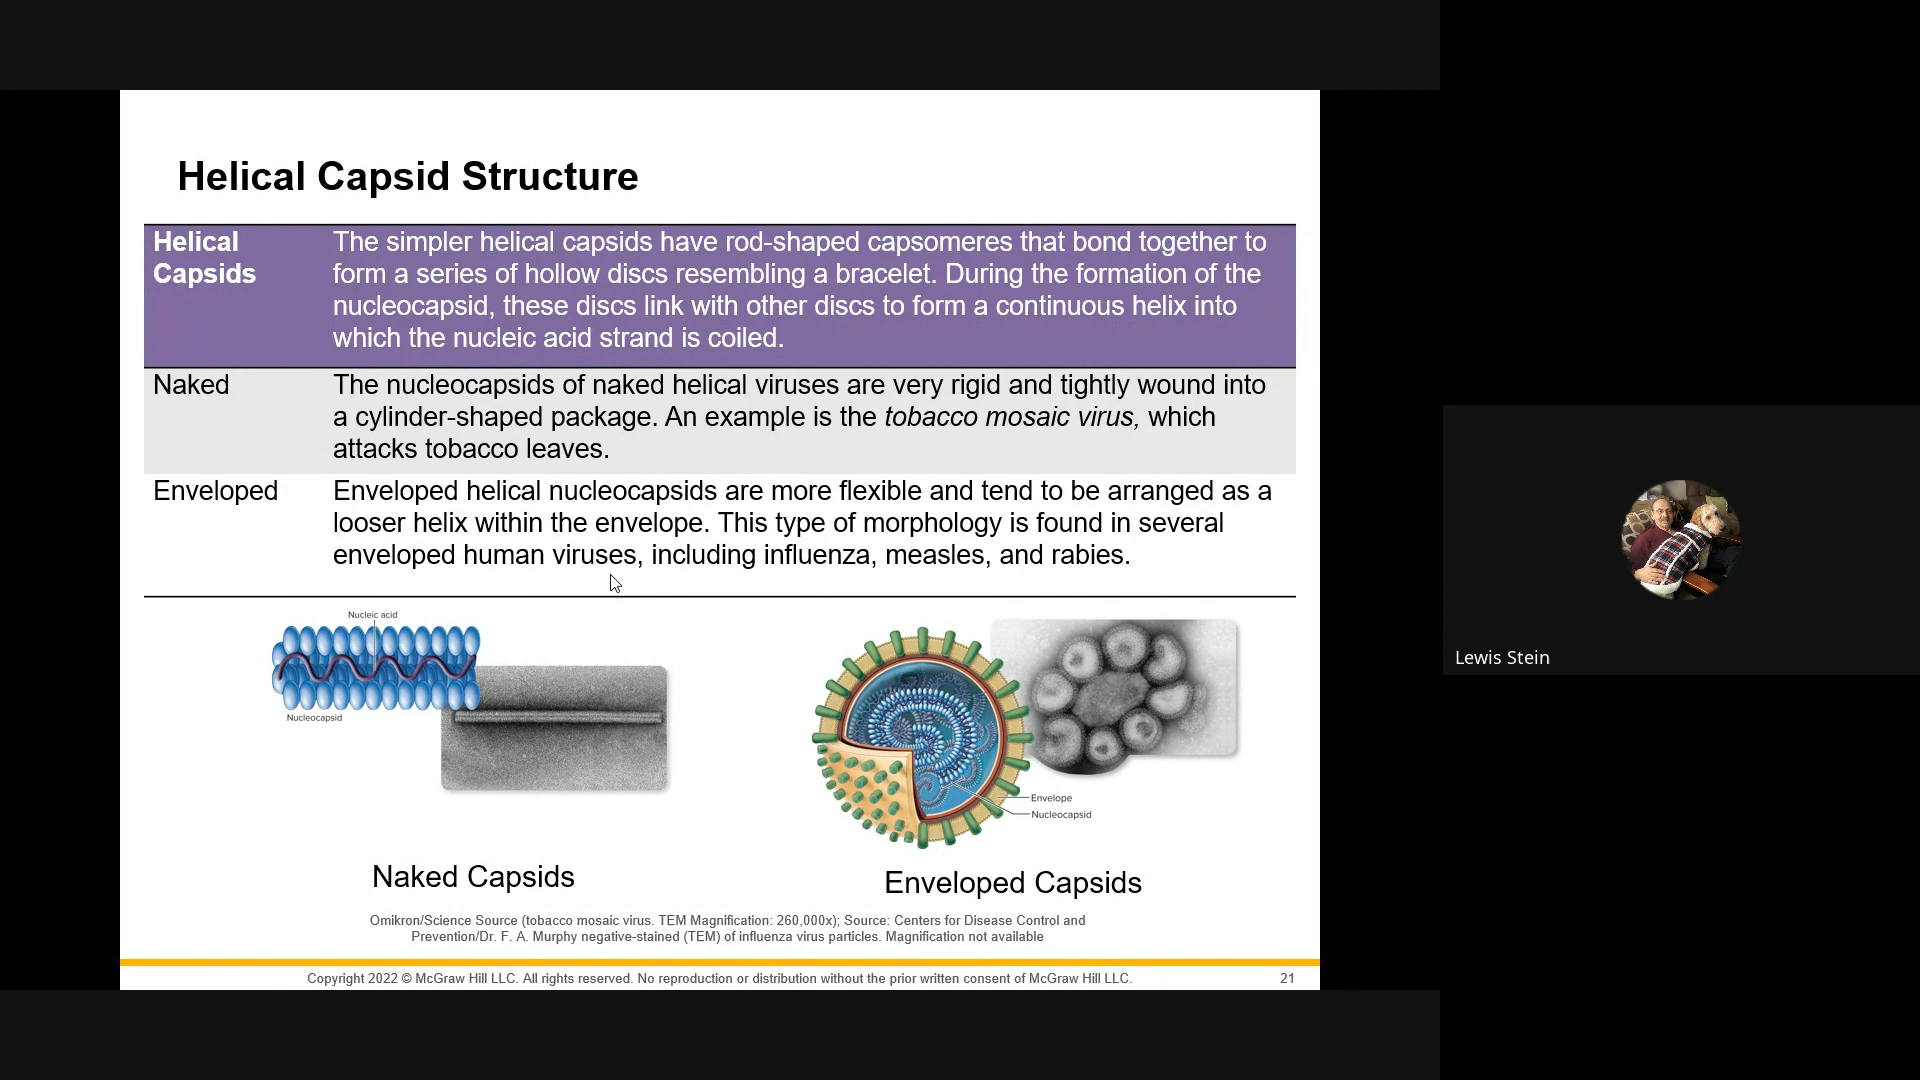 Helical Capsid Structure
Helical
Capsids
The simpler helical capsids have rod-shaped capsomeres that bond together to
form a series of hollow discs resembling a bracelet. During the formation of the
nucleocapsid, these discs link with other discs to form a continuous helix into
which the nucleic acid strand is coiled.
Naked
The nucleocapsids of naked helical viruses are very rigid and tightly wound into
a cylinder-shaped package. An example is the tobacco mosaic virus, which
attacks tobacco leaves.
Enveloped
Enveloped helical nucleocapsids are more flexible and tend to be arranged as a
looser helix within the envelope. This type of morphology is found in several
enveloped human viruses, including influenza, measles, and rabies.
Nucleic acid
Nucleocapsid
Envelope
Nucleocapsid
Naked Capsids
Enveloped Capsids
Omikron/Science Source (tobacco mosaic virus. TEM Magnification: 260,000x); Source: Centers for Disease Control and
Prevention/Dr. F. A. Murphy negative-stained (TEM) of influenza virus particles. Magnification not available
Copyright 2022 © McGraw Hill LLC. All rights reserved. No reproduction or distribution without the prior written consent of McGraw Hill LLC.
21
Lewis Stein